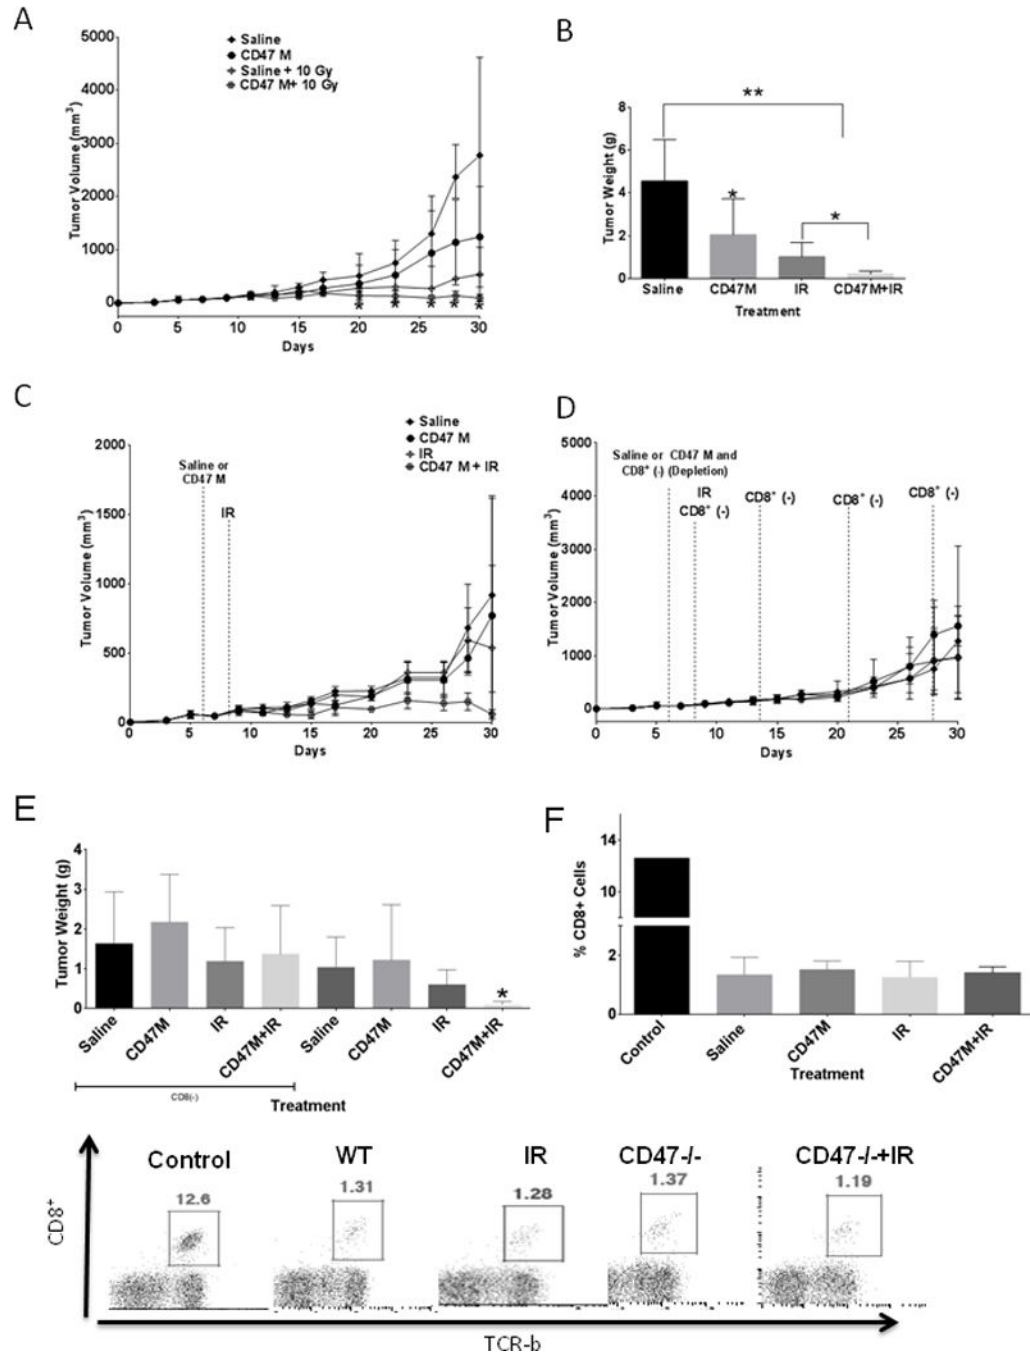 A
5000
4000
3000
2000
1000
0
Tumor Volume (mm³)
Saline
CD47 M
Saline + 10 Gy
CD47 M+ 10 Gy
* * * * *
0 5 10 15 20 25 30
Days
B
8
6
4
2
0
Tumor Weight (g)
**
*
*
Saline CD47M IR CD47M+IR
Treatment
C
Saline
CD47 M
IR
CD47 M + IR
2000
1500
1000
500
0
Tumor Volume (mm³)
Saline or
CD47 M
IR
0 5 10 15 20 25 30
Days
D
5000
4000
3000
2000
1000
0
Tumor Volume (mm³)
Saline or CD47 M and
CD8⁺ (-) (Depletion)
IR
CD8⁺ (-)
CD8⁺ (-)
CD8⁺ (-)
CD8⁺ (-)
0 5 10 15 20 25 30
Days
E
4
3
2
1
0
Tumor Weight (g)
*
Saline CD47M IR CD47M+IR Saline CD47M IR CD47M+IR
CD8(-)
Treatment
F
14
10
2
0
% CD8+ Cells
Control Saline CD47M IR CD47M+IR
Treatment
CD8⁺
Control WT IR CD47-/- CD47-/-+IR
12.6 1.31 1.28 1.37 1.19
TCR-b